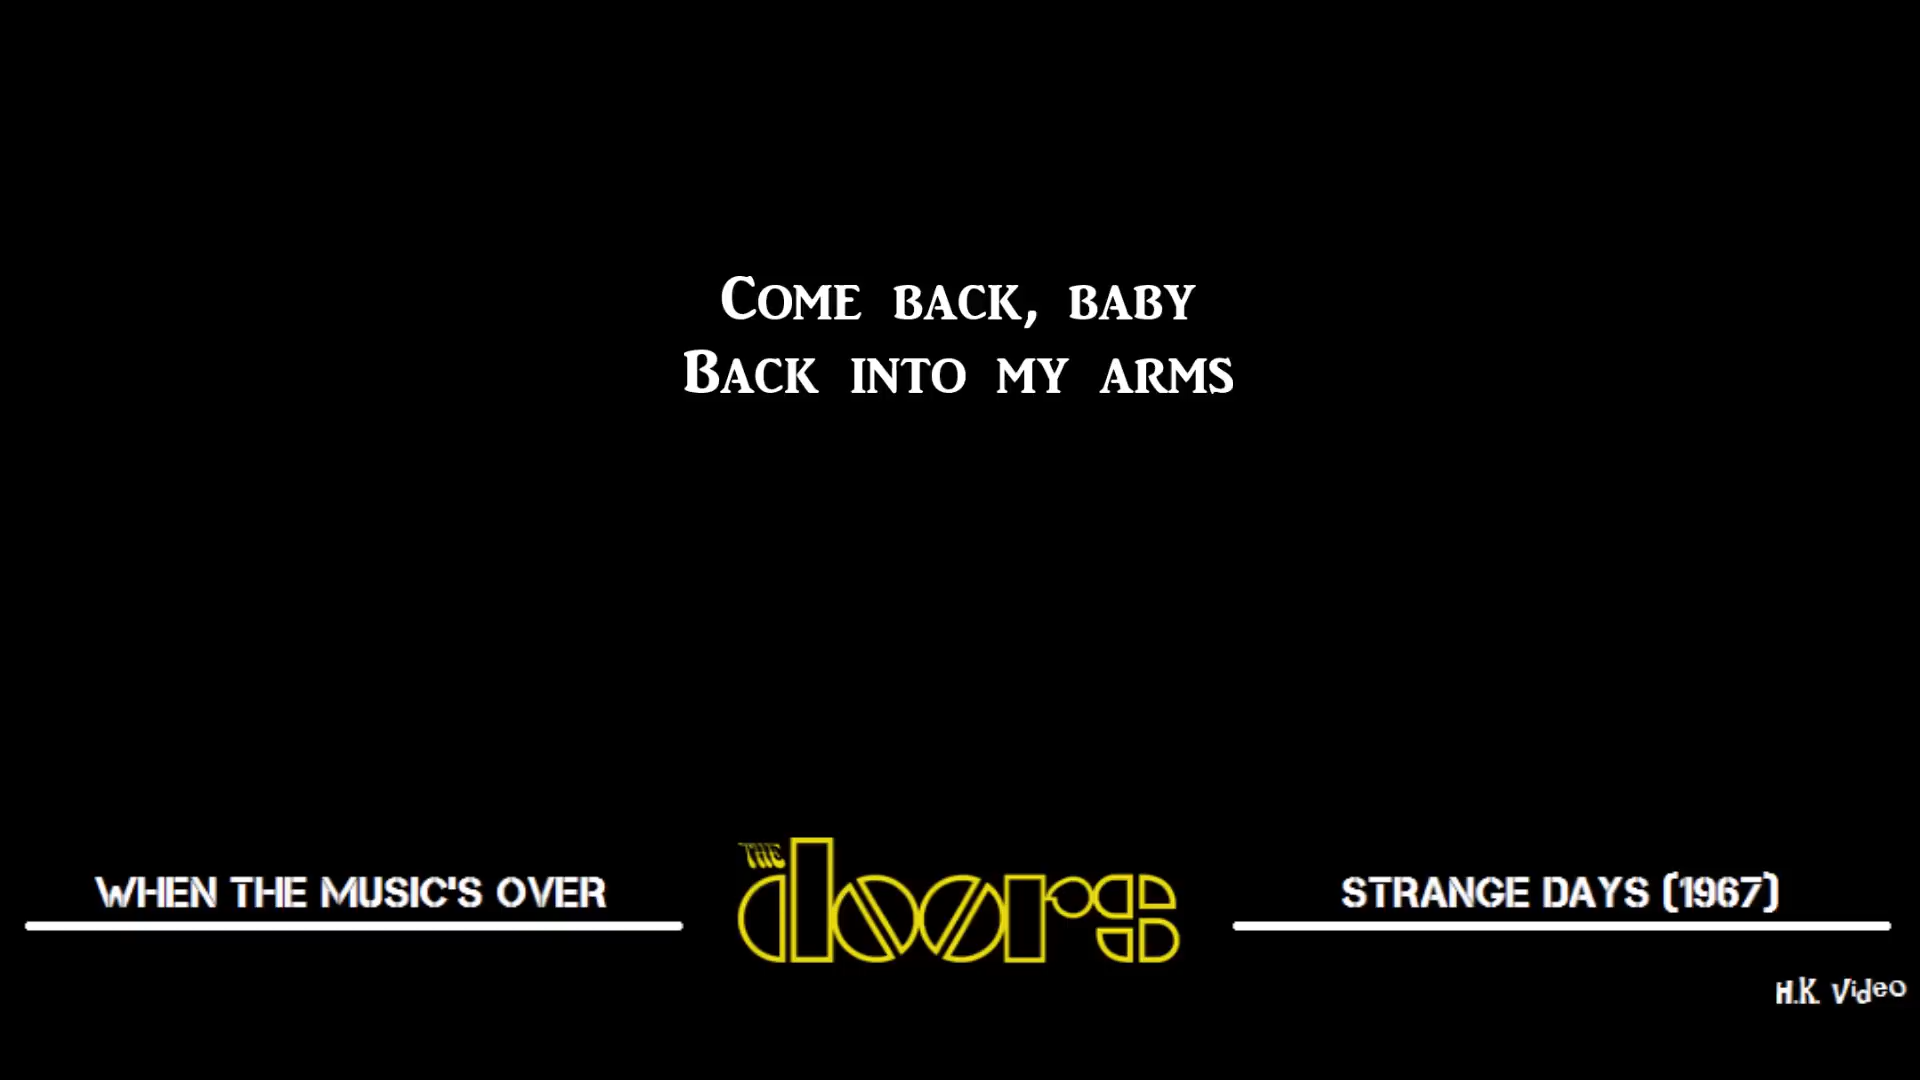 Come back, baby
Back into my arms
WHEN THE MUSIC'S OVER
THE doors
STRANGE DAYS (1967)
H.K. Video